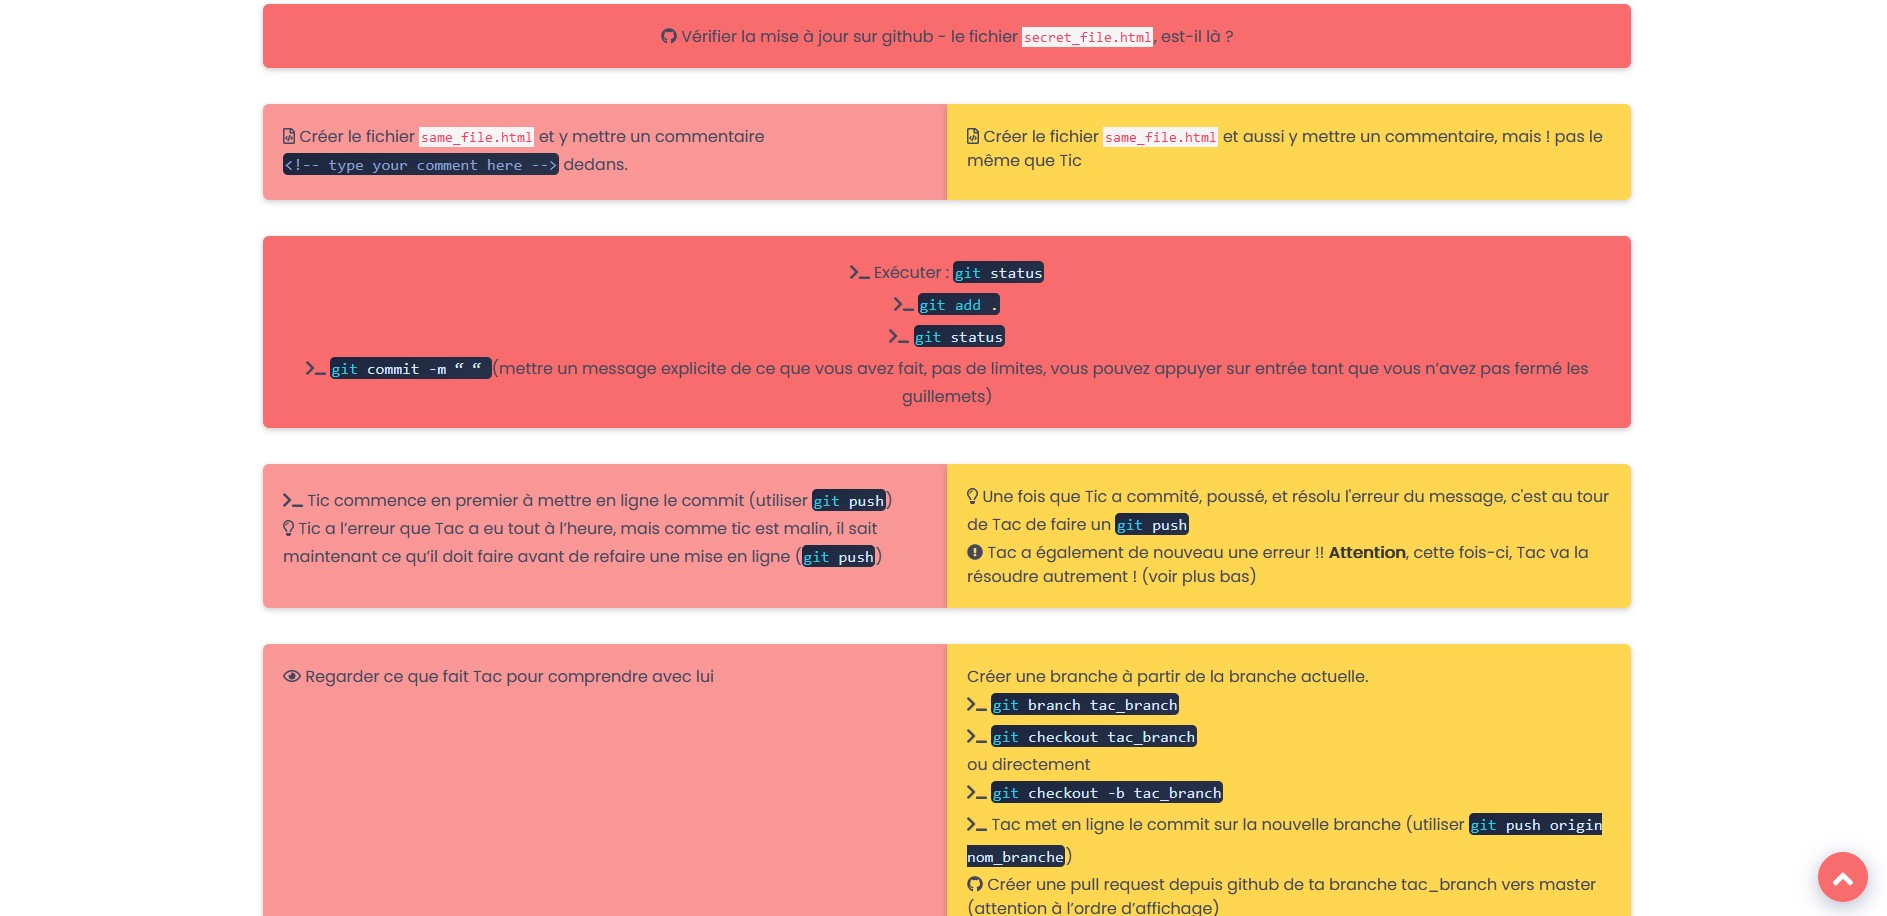 Vérifier la mise à jour sur github - le fichier secret_file.html, est-il là ?
Créer le fichier same_file.html et y mettre un commentaire
<!-- type your comment here --> dedans.
Créer le fichier same_file.html et aussi y mettre un commentaire, mais ! pas le
même que Tic
Exécuter : git status
git add .
git status
git commit -m “ “ (mettre un message explicite de ce que vous avez fait, pas de limites, vous pouvez appuyer sur entrée tant que vous n’avez pas fermé les
guillemets)
Tic commence en premier à mettre en ligne le commit (utiliser git push)
Tic a l’erreur que Tac a eu tout à l’heure, mais comme tic est malin, il sait
maintenant ce qu’il doit faire avant de refaire une mise en ligne (git push)
Une fois que Tic a commité, poussé, et résolu l'erreur du message, c'est au tour
de Tac de faire un git push
Tac a également de nouveau une erreur !! Attention, cette fois-ci, Tac va la
résoudre autrement ! (voir plus bas)
Regarder ce que fait Tac pour comprendre avec lui
Créer une branche à partir de la branche actuelle.
git branch tac_branch
git checkout tac_branch
ou directement
git checkout -b tac_branch
Tac met en ligne le commit sur la nouvelle branche (utiliser git push origin
nom_branche)
Créer une pull request depuis github de ta branche tac_branch vers master
(attention à l’ordre d’affichage)